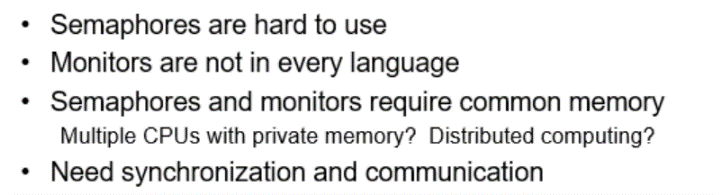 • Semaphores are hard to use
• Monitors are not in every language
• Semaphores and monitors require common memory
Multiple CPUs with private memory? Distributed computing?
• Need synchronization and communication